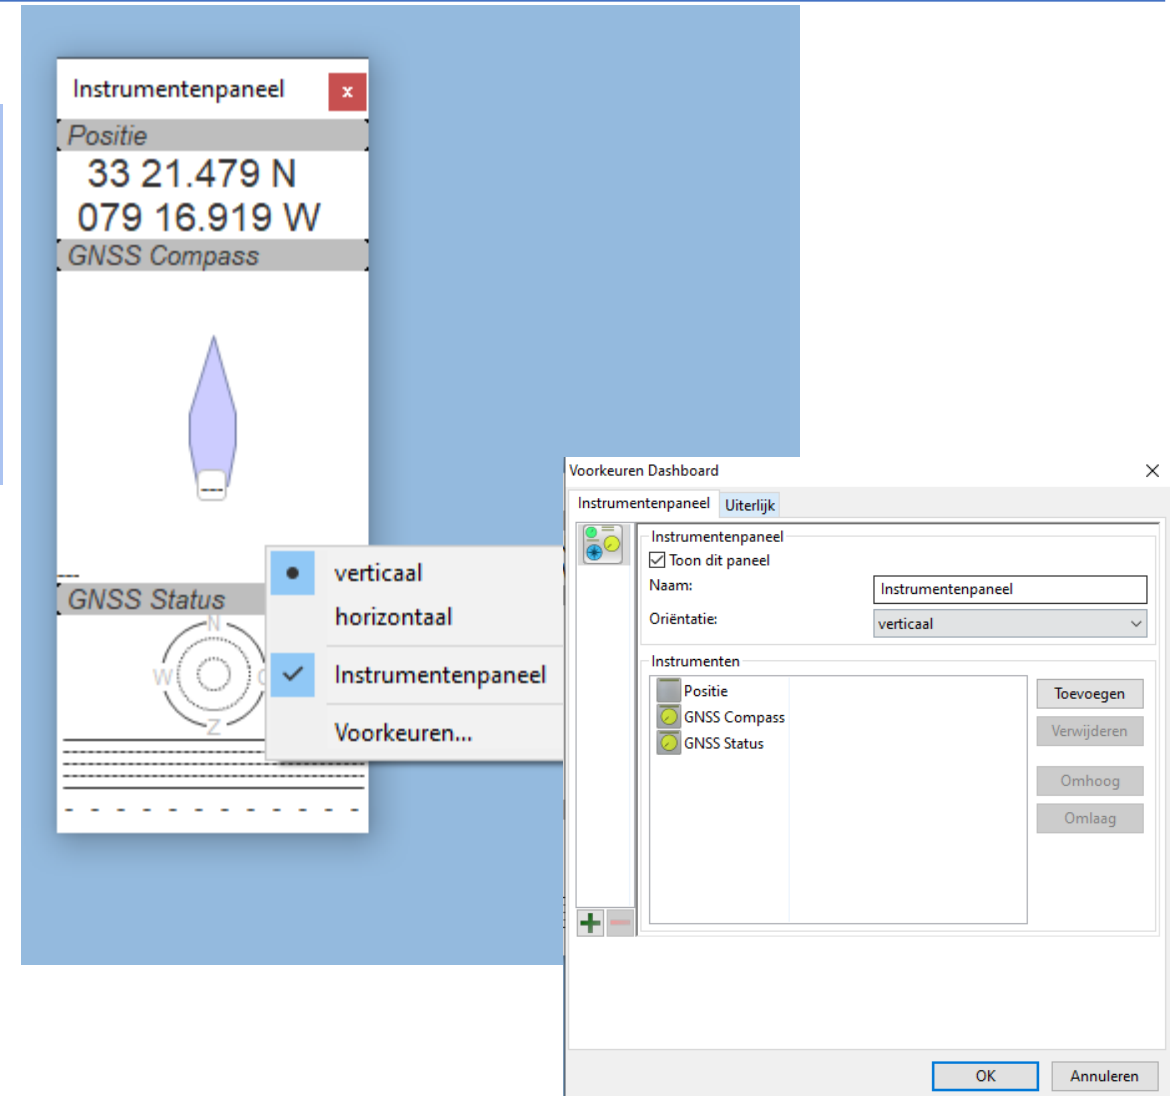 Instrumentenpaneel
x
Positie
33 21.479 N
079 16.919 W
GNSS Compass
---
---
GNSS Status
N
W
Z
verticaal
horizontaal
Instrumentenpaneel
Voorkeuren...
- - - - - - - - - - - -
Voorkeuren Dashboard
Instrumentenpaneel Uiterlijk
Instrumentenpaneel
Toon dit paneel
Naam: Instrumentenpaneel
Oriëntatie: verticaal
Instrumenten
Positie
GNSS Compass
GNSS Status
Toevoegen
Verwijderen
Omhoog
Omlaag
OK Annuleren